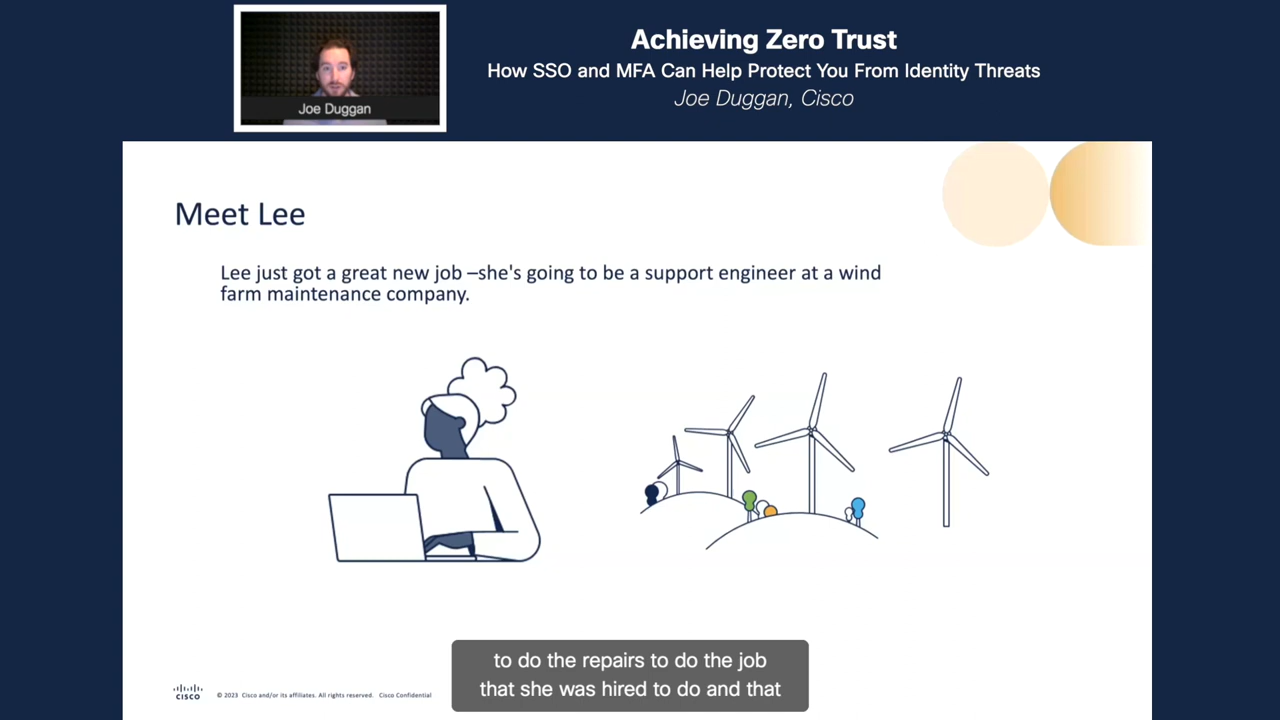 Joe Duggan
Achieving Zero Trust
How SSO and MFA Can Help Protect You From Identity Threats
Joe Duggan, Cisco
Meet Lee
Lee just got a great new job –she's going to be a support engineer at a wind
farm maintenance company.
to do the repairs to do the job
that she was hired to do and that
CISCO
© 2023 Cisco and/or its affiliates. All rights reserved. Cisco Confidential